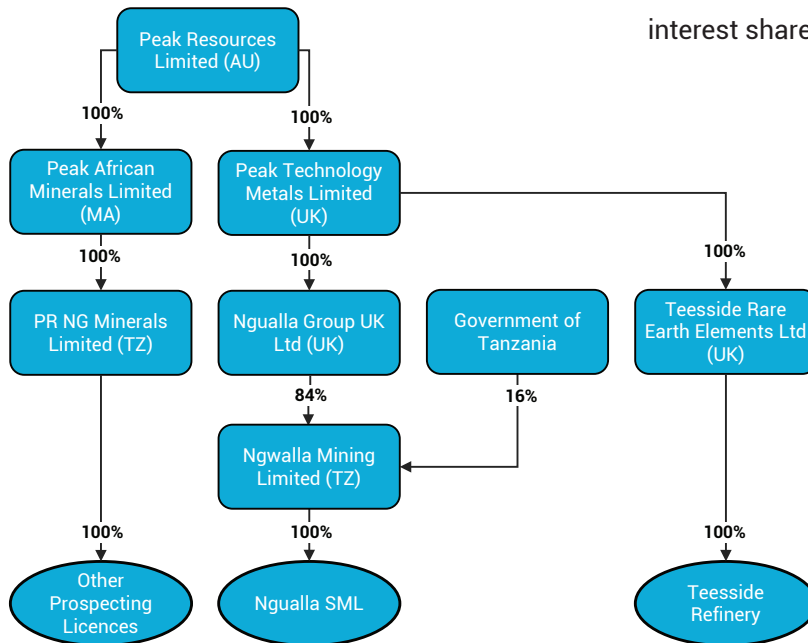 Peak Resources
Limited (AU)
interest share
100%
100%
Peak African
Minerals Limited
(MA)
Peak Technology
Metals Limited
(UK)
100%
100%
100%
PR NG Minerals
Limited (TZ)
Ngualla Group UK
Ltd (UK)
Government of
Tanzania
Teesside Rare
Earth Elements Ltd
(UK)
84%
16%
Ngwalla Mining
Limited (TZ)
100%
100%
100%
Other
Prospecting
Licences
Ngualla SML
Teesside
Refinery